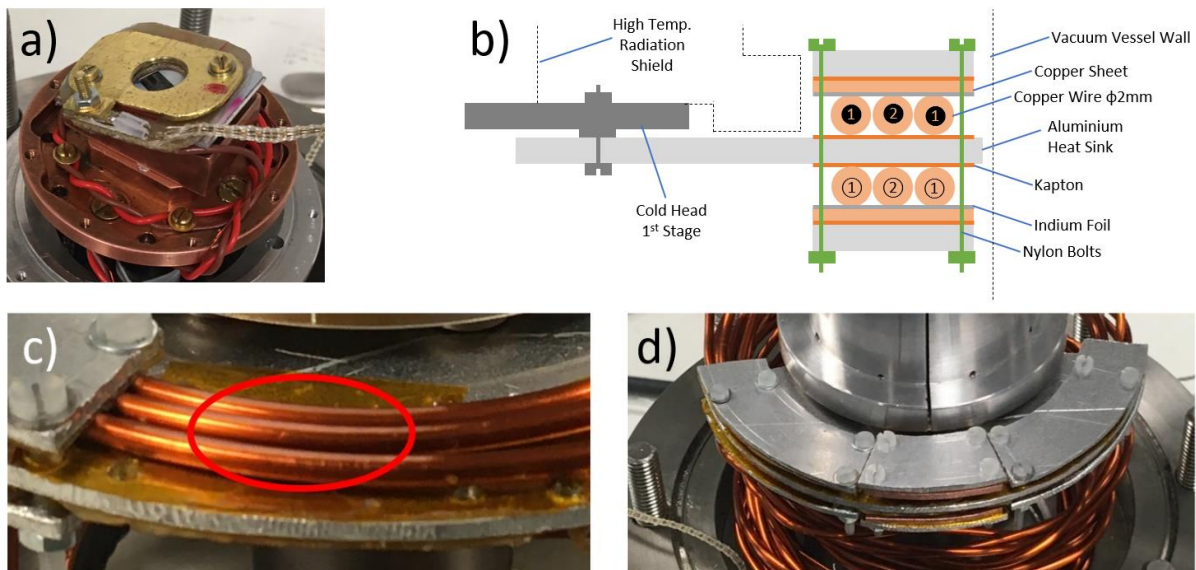 a)
b)
High Temp.
Radiation
Shield
Vacuum Vessel Wall
Copper Sheet
Copper Wire ϕ2mm
Aluminium
Heat Sink
Kapton
Indium Foil
Nylon Bolts
Cold Head
1st Stage
1 2 1
1 2 1
c)
d)